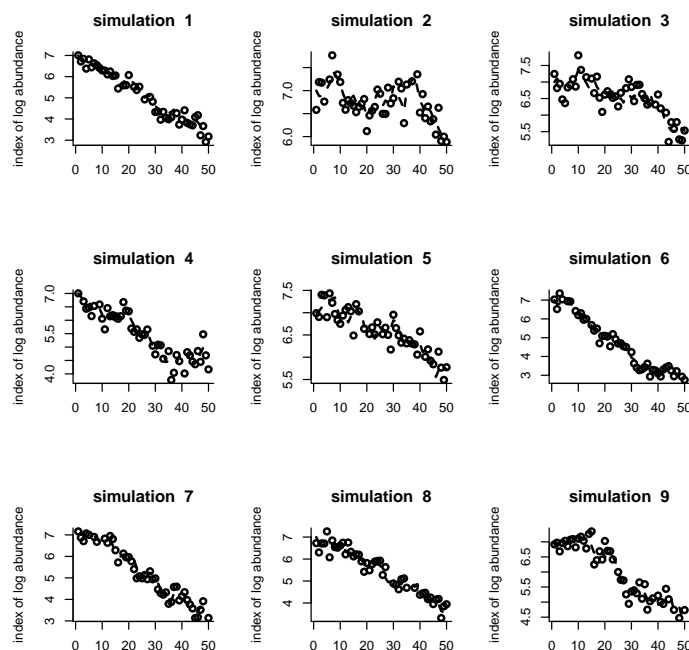 simulation 1
simulation 2
simulation 3
index of log abundance
7
6
5
4
3
0 10 20 30 40 50
index of log abundance
7.0
6.0
0 10 20 30 40 50
index of log abundance
7.5
6.5
5.5
0 10 20 30 40 50
simulation 4
simulation 5
simulation 6
index of log abundance
7.0
5.5
4.0
0 10 20 30 40 50
index of log abundance
7.5
6.5
5.5
0 10 20 30 40 50
index of log abundance
7
6
5
4
3
0 10 20 30 40 50
simulation 7
simulation 8
simulation 9
index of log abundance
7
6
5
4
3
0 10 20 30 40 50
index of log abundance
7
6
5
4
0 10 20 30 40 50
index of log abundance
6.5
5.5
4.5
0 10 20 30 40 50